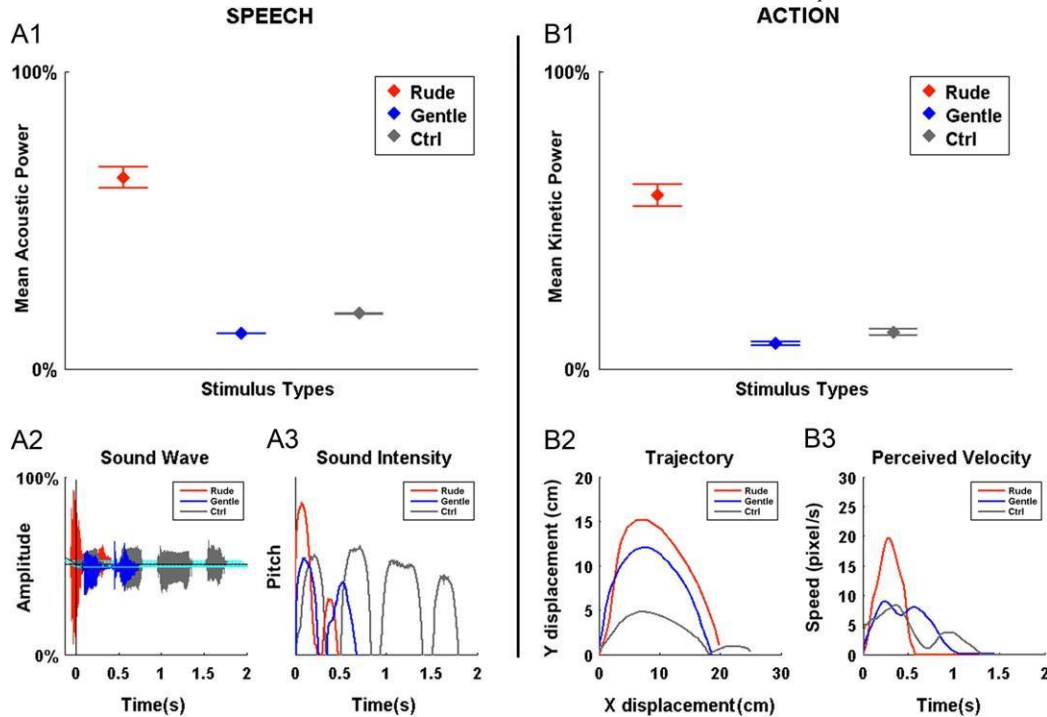 SPEECH
ACTION
A1
100%
Rude
Gentle
Ctrl
Mean Acoustic Power
0%
Stimulus Types
B1
100%
Rude
Gentle
Ctrl
Mean Kinetic Power
0%
Stimulus Types
A2
Sound Wave
100%
Rude
Gentle
Ctrl
Amplitude
0%
0 0.5 1 1.5 2
Time(s)
A3
Sound Intensity
Rude
Gentle
Ctrl
Pitch
0 0.5 1 1.5 2
Time(s)
B2
Trajectory
20
15
10
5
0
Rude
Gentle
Ctrl
Y displacement (cm)
0 10 20 30
X displacement(cm)
B3
Perceived Velocity
30
25
20
15
10
5
0
Rude
Gentle
Ctrl
Speed (pixel/s)
0 0.5 1 1.5 2
Time(s)